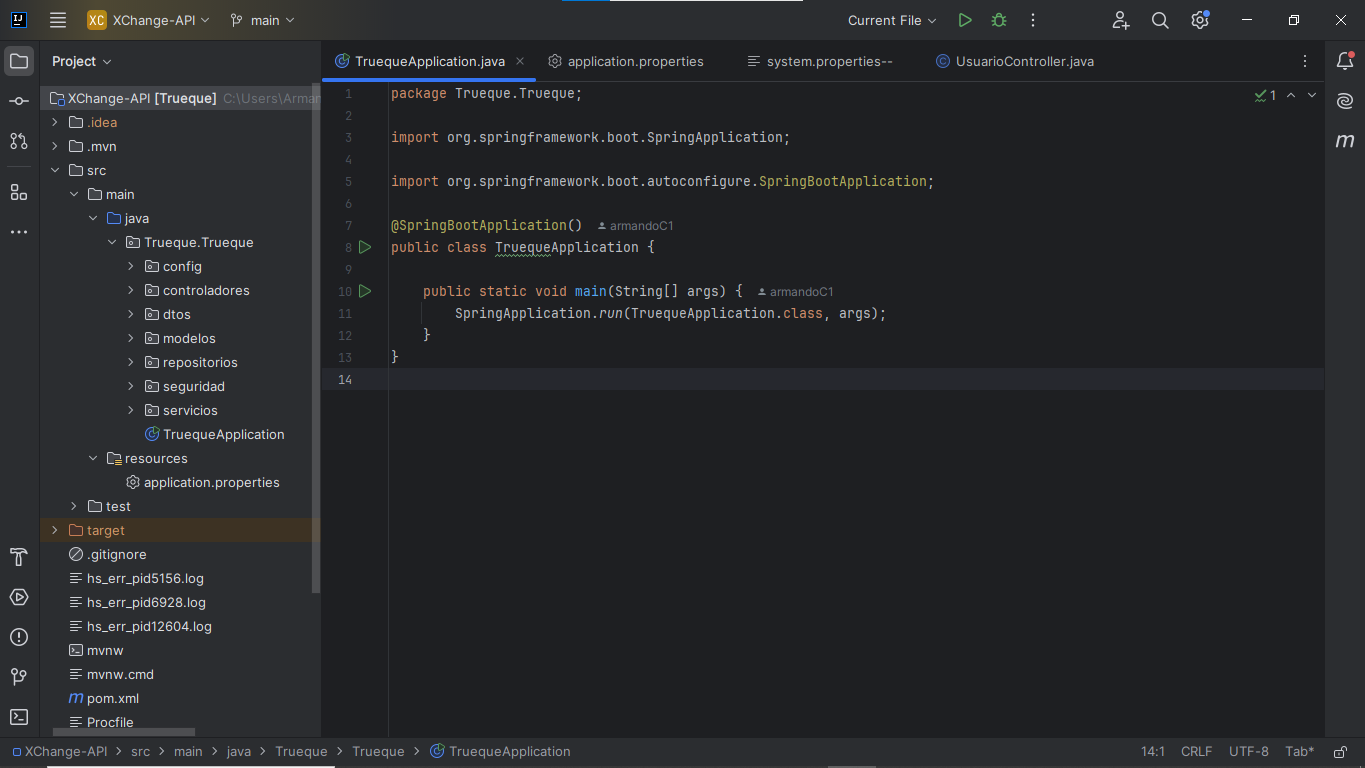 IJ
XC XChange-API
main
Current File
Project
TruequeApplication.java
application.properties
system.properties--
UsuarioController.java
XChange-API [Trueque] C:\Users\Arman
.idea
.mvn
src
main
java
Trueque.Trueque
config
controladores
dtos
modelos
repositorios
seguridad
servicios
TruequeApplication
resources
application.properties
test
target
.gitignore
hs_err_pid5156.log
hs_err_pid6928.log
hs_err_pid12604.log
mvnw
mvnw.cmd
m pom.xml
Procfile
1 package Trueque.Trueque;
2
3 import org.springframework.boot.SpringApplication;
4
5 import org.springframework.boot.autoconfigure.SpringBootApplication;
6
7 @SpringBootApplication() armandoC1
8 public class TruequeApplication {
9
10 public static void main(String[] args) { armandoC1
11 SpringApplication.run(TruequeApplication.class, args);
12 }
13 }
14
1
m
XChange-API > src > main > java > Trueque > Trueque > TruequeApplication
14:1 CRLF UTF-8 Tab*